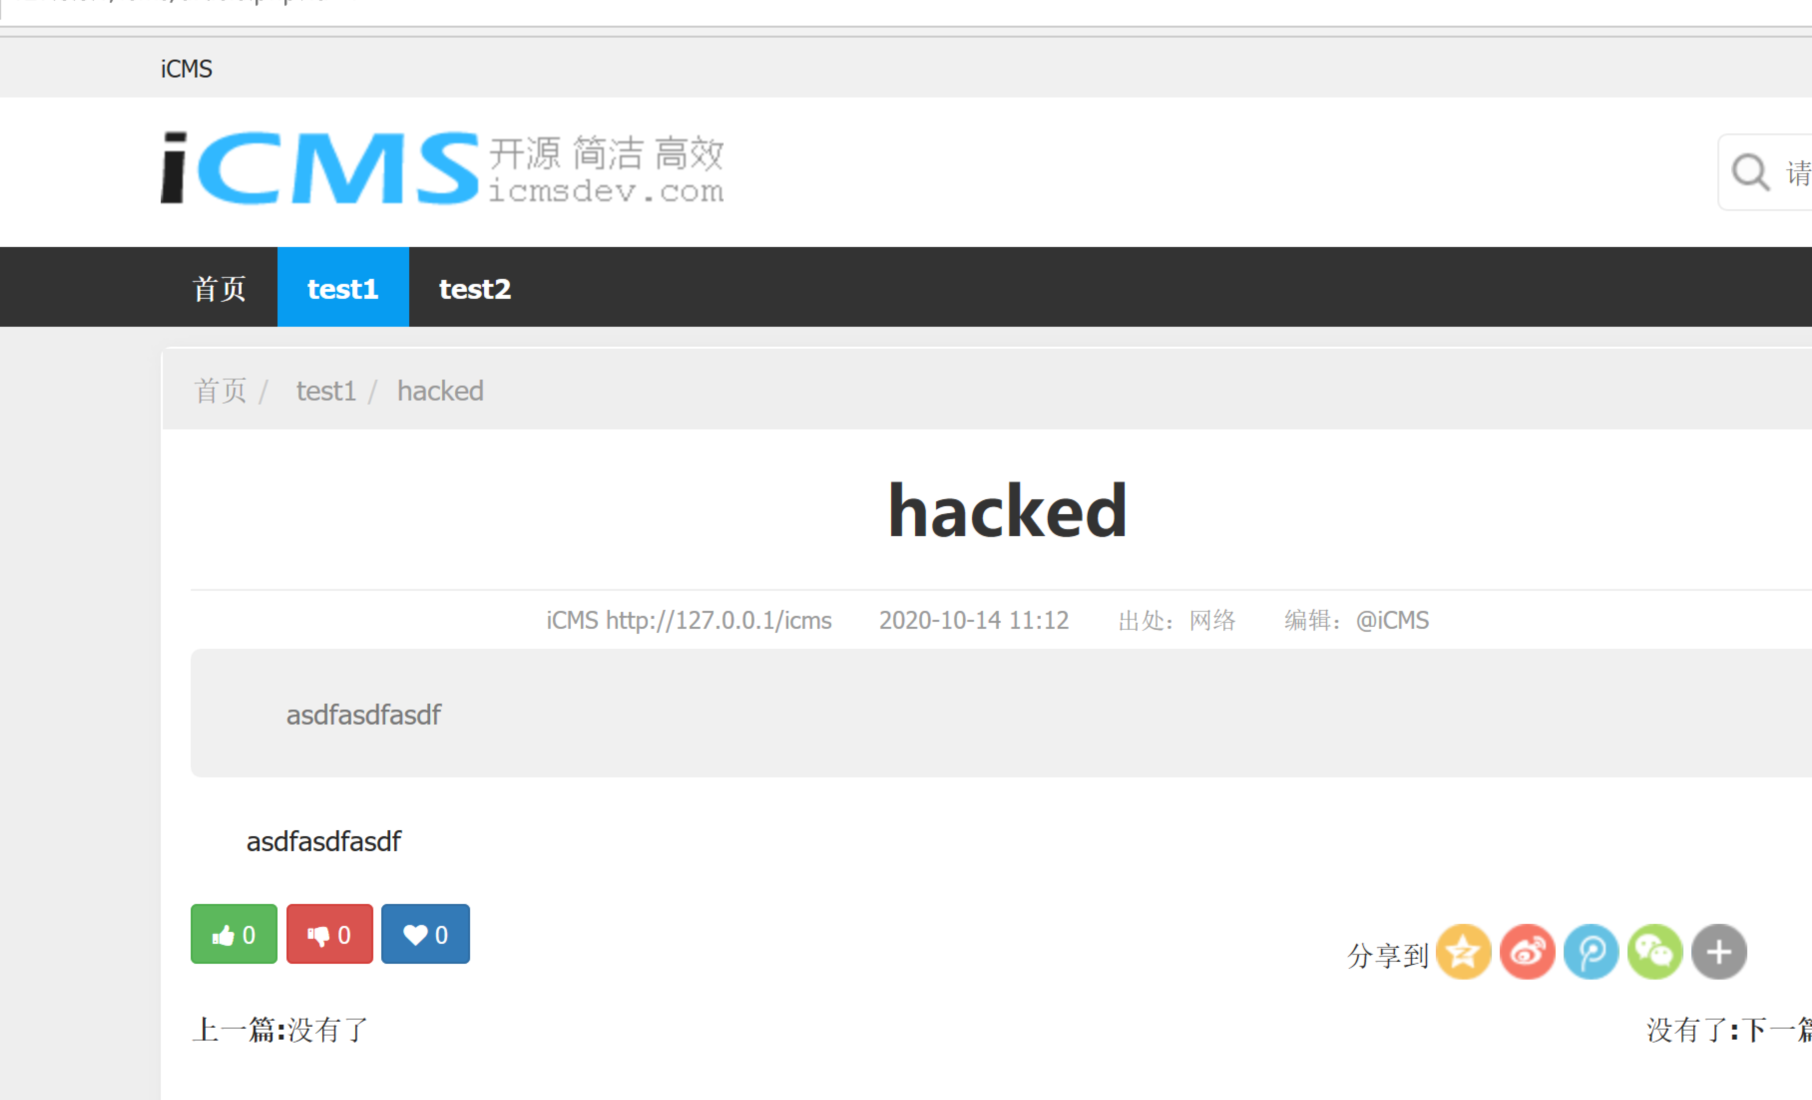 iCMS
iCMS 开源 简洁 高效
icmsdev.com
请
首页 test1 test2
首页 / test1 / hacked
hacked
iCMS http://127.0.0.1/icms 2020-10-14 11:12 出处：网络 编辑：@iCMS
asdfasdfasdf
asdfasdfasdf
0 0 0
分享到
上一篇:没有了
没有了:下一篇